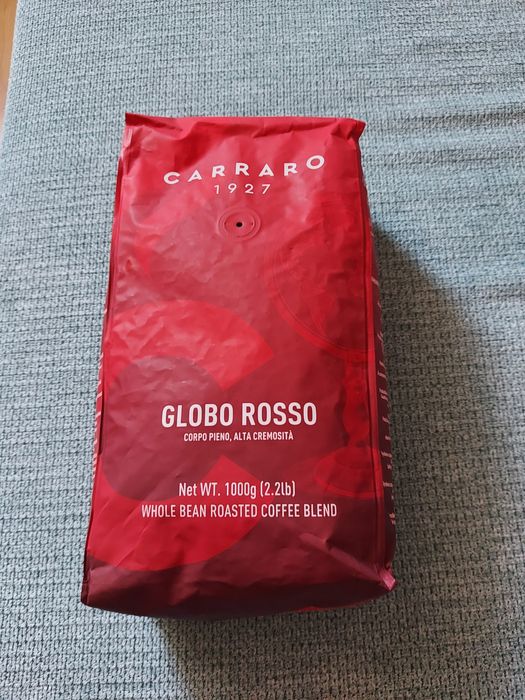 CARRARO
1927
GLOBO ROSSO
CORPO PIENO, ALTA CREMOSITÀ
Net WT. 1000g (2.2lb)
WHOLE BEAN ROASTED COFFEE BLEND